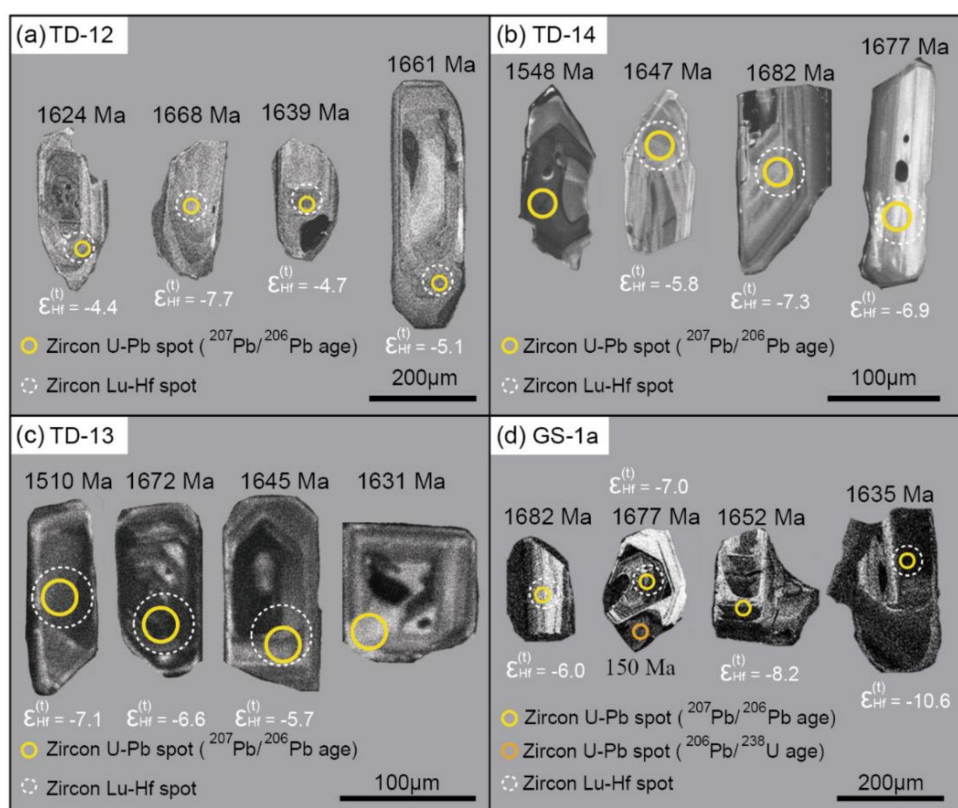 (a) TD-12
1661 Ma
1624 Ma 1668 Ma 1639 Ma
ε(t)Hf = -4.4 ε(t)Hf = -7.7 ε(t)Hf = -4.7
ε(t)Hf = -5.1
Zircon U-Pb spot (207Pb/206Pb age)
Zircon Lu-Hf spot
200μm
(b) TD-14
1677 Ma
1548 Ma 1647 Ma 1682 Ma
ε(t)Hf = -5.8
ε(t)Hf = -7.3
ε(t)Hf = -6.9
Zircon U-Pb spot (207Pb/206Pb age)
Zircon Lu-Hf spot
100μm
(c) TD-13
1510 Ma 1672 Ma 1645 Ma 1631 Ma
ε(t)Hf = -7.1 ε(t)Hf = -6.6 ε(t)Hf = -5.7
Zircon U-Pb spot (207Pb/206Pb age)
Zircon Lu-Hf spot
100μm
(d) GS-1a
ε(t)Hf = -7.0
1682 Ma 1677 Ma 1652 Ma 1635 Ma
150 Ma
ε(t)Hf = -6.0 ε(t)Hf = -8.2
ε(t)Hf = -10.6
Zircon U-Pb spot (207Pb/206Pb age)
Zircon U-Pb spot (206Pb/238U age)
Zircon Lu-Hf spot
200μm